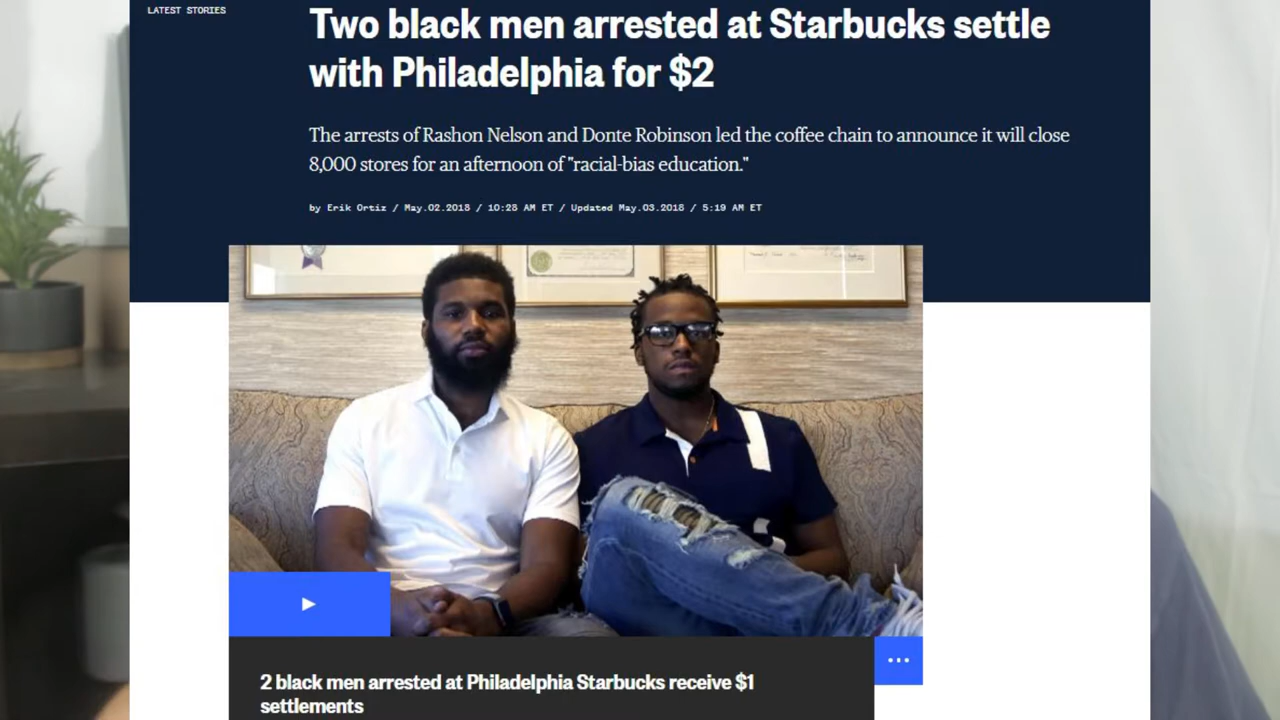 LATEST STORIES
Two black men arrested at Starbucks settle
with Philadelphia for $2
The arrests of Rashon Nelson and Donte Robinson led the coffee chain to announce it will close
8,000 stores for an afternoon of "racial-bias education."
by Erik Ortiz / May.02.2018 / 10:28 AM ET / Updated May.03.2018 / 5:19 AM ET
2 black men arrested at Philadelphia Starbucks receive $1
settlements